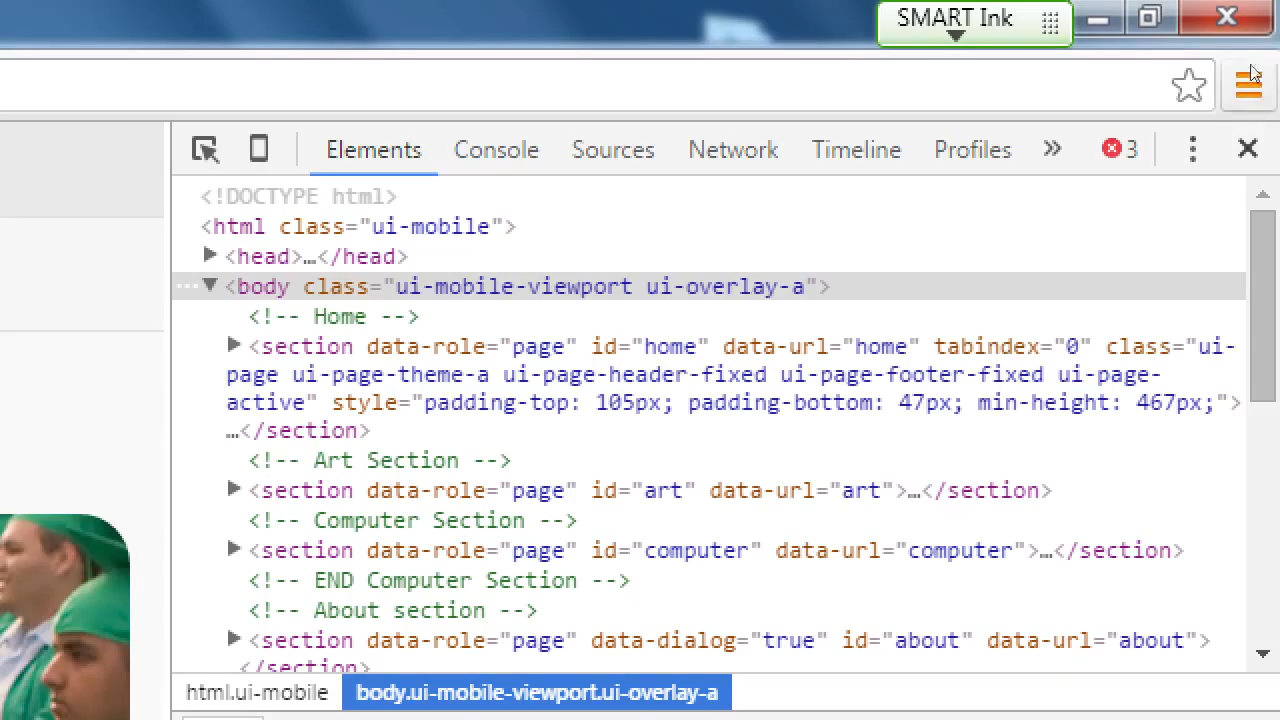 SMART Ink
Elements Console Sources Network Timeline Profiles » 3
<!DOCTYPE html>
<html class="ui-mobile">
<head>…</head>
<body class="ui-mobile-viewport ui-overlay-a">
<!-- Home -->
<section data-role="page" id="home" data-url="home" tabindex="0" class="ui-
page ui-page-theme-a ui-page-header-fixed ui-page-footer-fixed ui-page-
active" style="padding-top: 105px; padding-bottom: 47px; min-height: 467px;">
…</section>
<!-- Art Section -->
<section data-role="page" id="art" data-url="art">…</section>
<!-- Computer Section -->
<section data-role="page" id="computer" data-url="computer">…</section>
<!-- END Computer Section -->
<!-- About section -->
<section data-role="page" data-dialog="true" id="about" data-url="about">
</section>
html.ui-mobile body.ui-mobile-viewport.ui-overlay-a